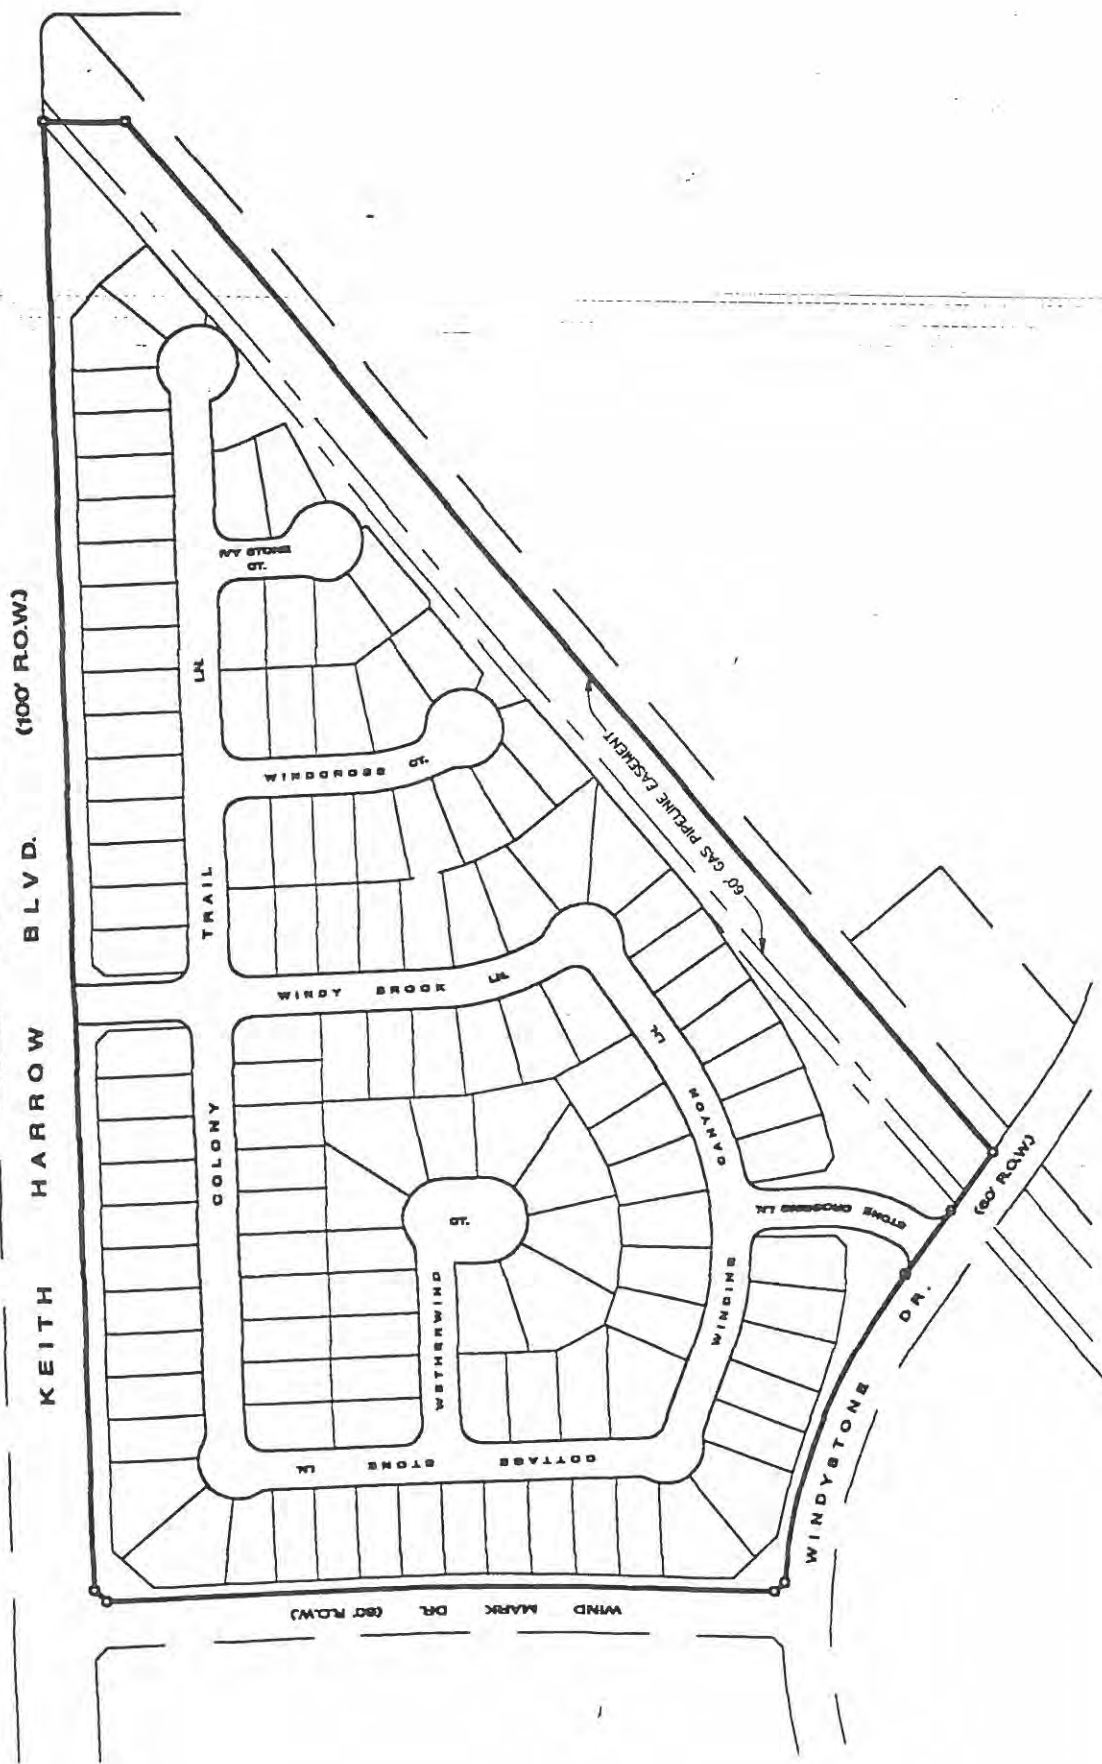 KEITH HARROW BLVD. (100' R.O.W.)
COLONY TRAIL LN.
IVY STONE
CT.
WINDCROSS CT.
WINDY BROOK LN.
60' GAS PIPELINE EASEMENT
WINDING CANYON LN.
STONE CROSSING LN.
WETHERWIND CT.
COTTAGE STONE LN.
WINDYSTONE DR. (60' R.O.W.)
WIND MARK DR. (60' R.O.W.)